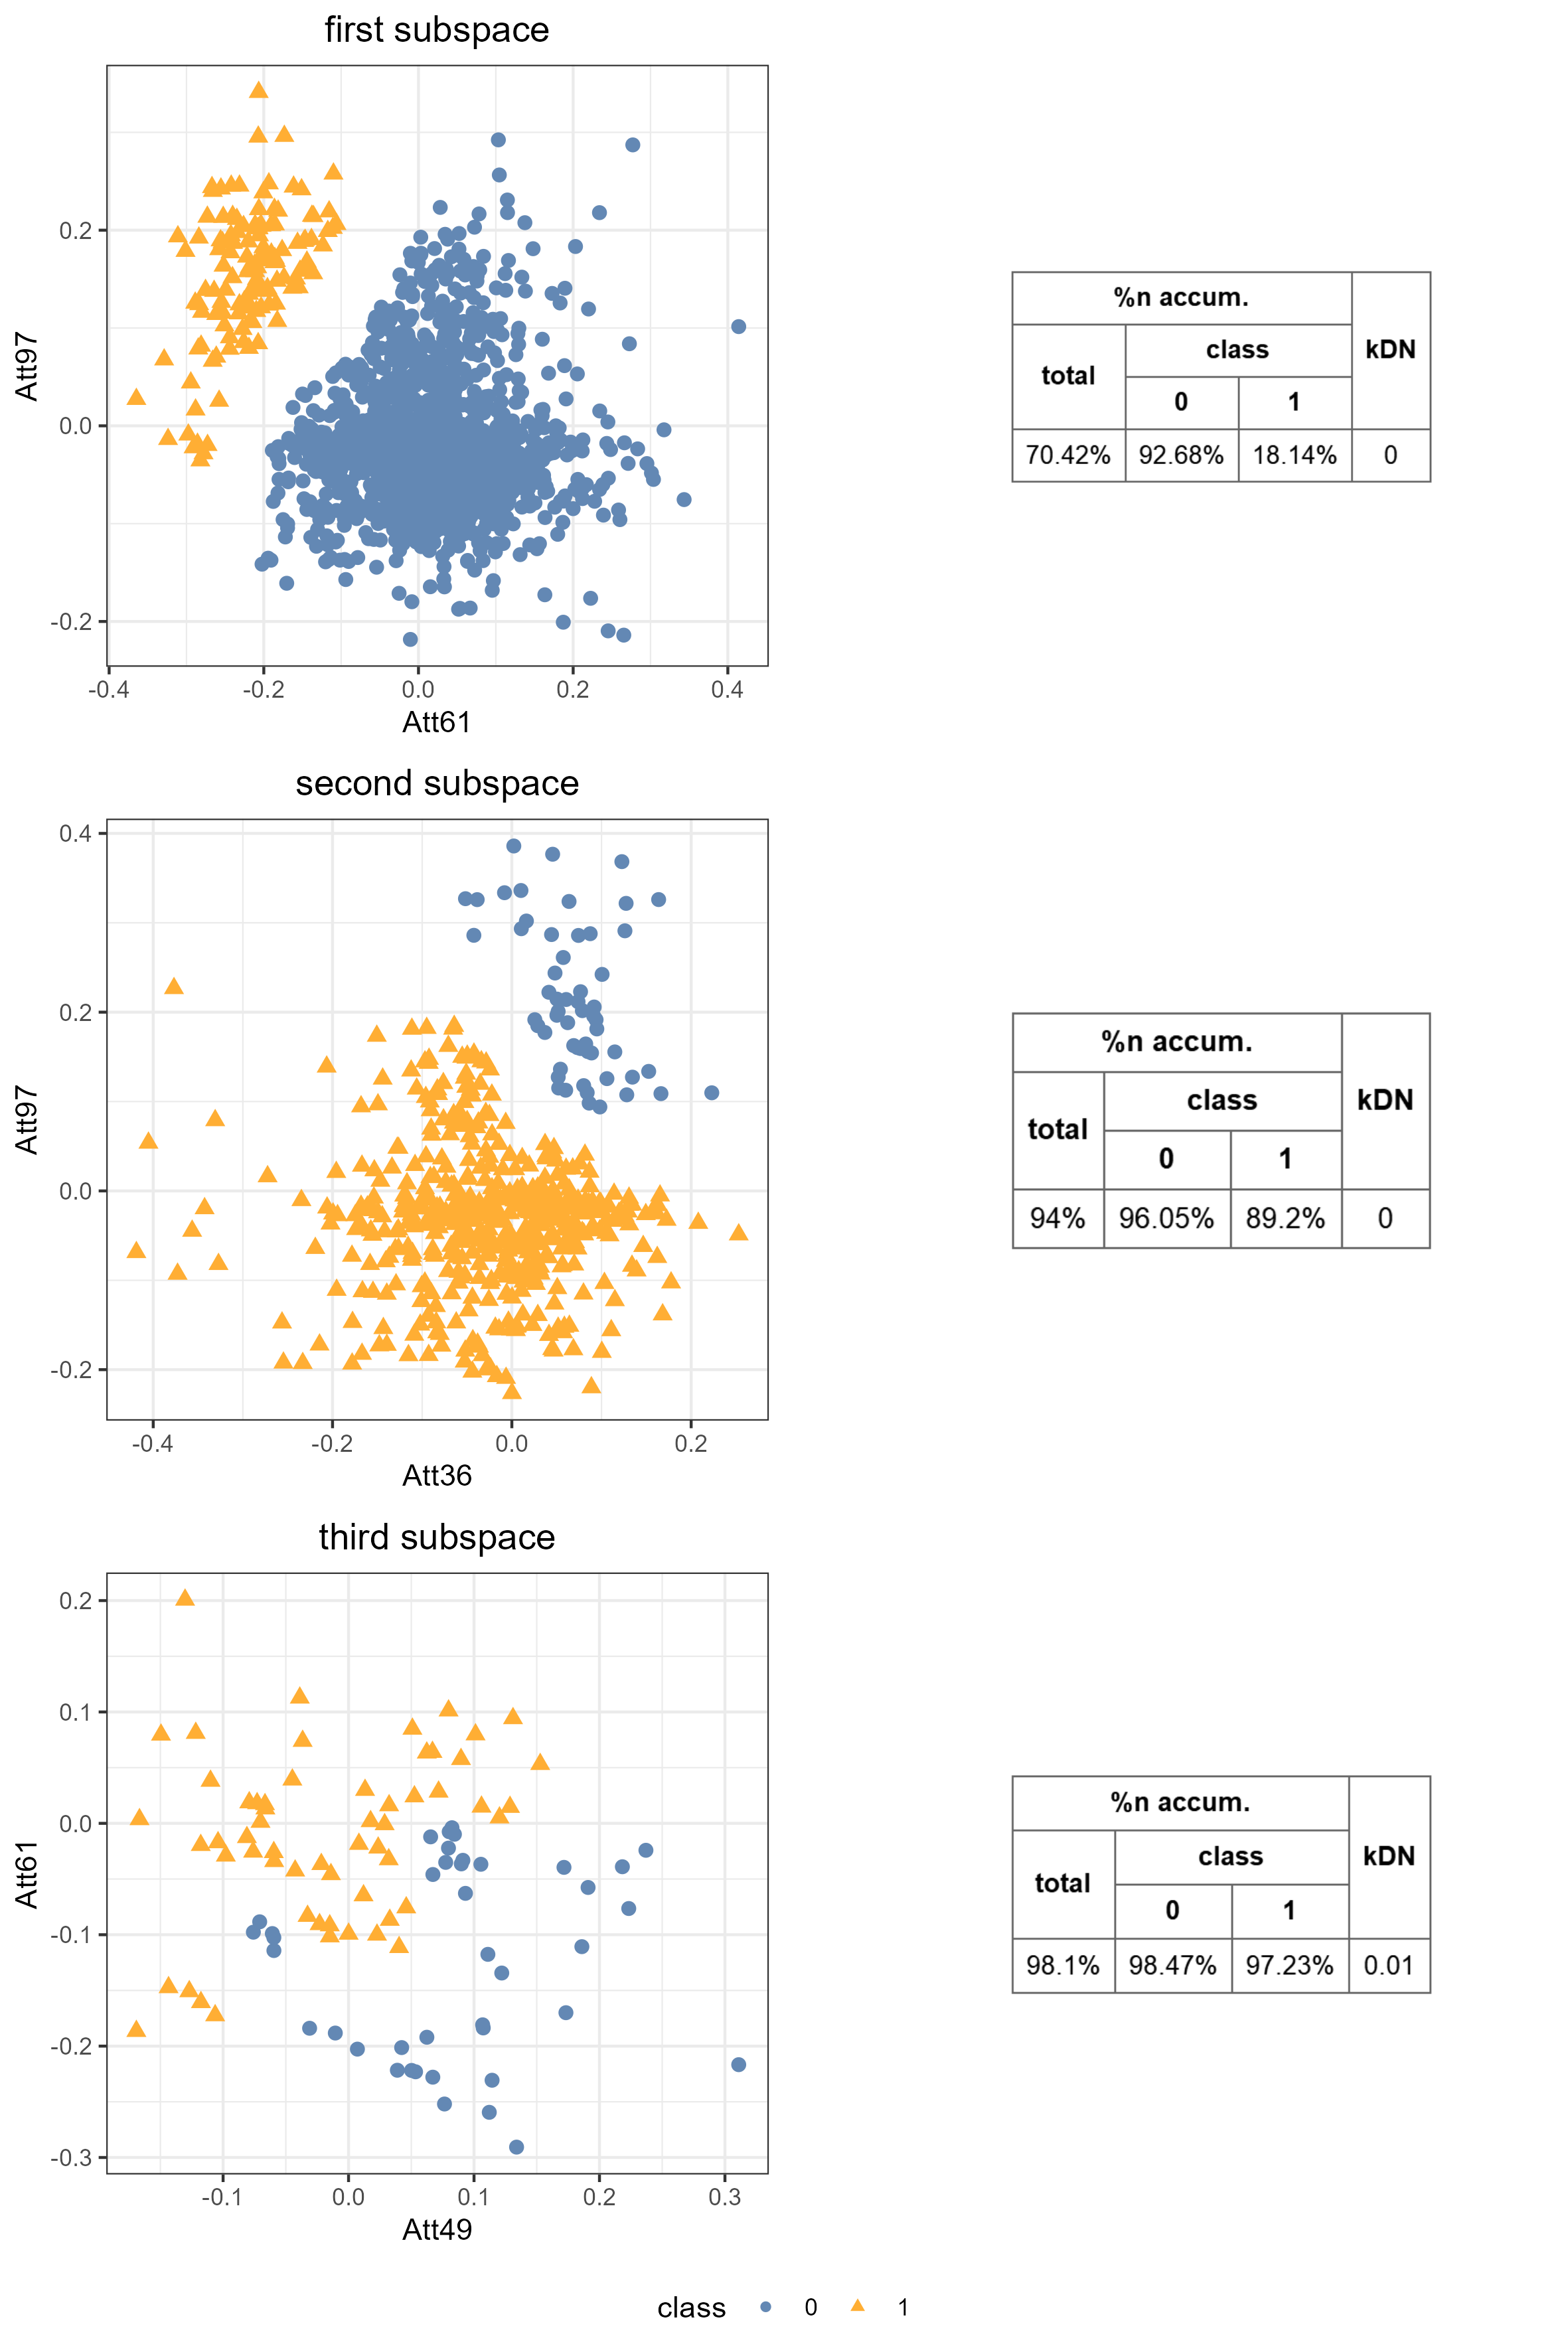 first subspace
0.2
0.0
-0.2
Att97
-0.4 -0.2 0.0 0.2 0.4
Att61
%n accum.
total class kDN
0 1
70.42% 92.68% 18.14% 0
second subspace
0.4
0.2
0.0
-0.2
Att97
-0.4 -0.2 0.0 0.2
Att36
%n accum.
total class kDN
0 1
94% 96.05% 89.2% 0
third subspace
0.2
0.1
0.0
-0.1
-0.2
-0.3
Att61
-0.1 0.0 0.1 0.2 0.3
Att49
%n accum.
total class kDN
0 1
98.1% 98.47% 97.23% 0.01
class 0 1